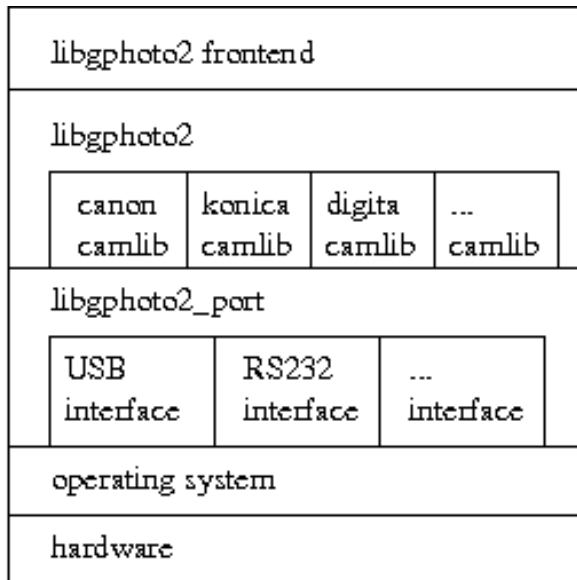 libgphoto2 frontend
libgphoto2
canon camlib
konica camlib
digita camlib
... camlib
libgphoto2_port
USB interface
RS232 interface
... interface
operating system
hardware